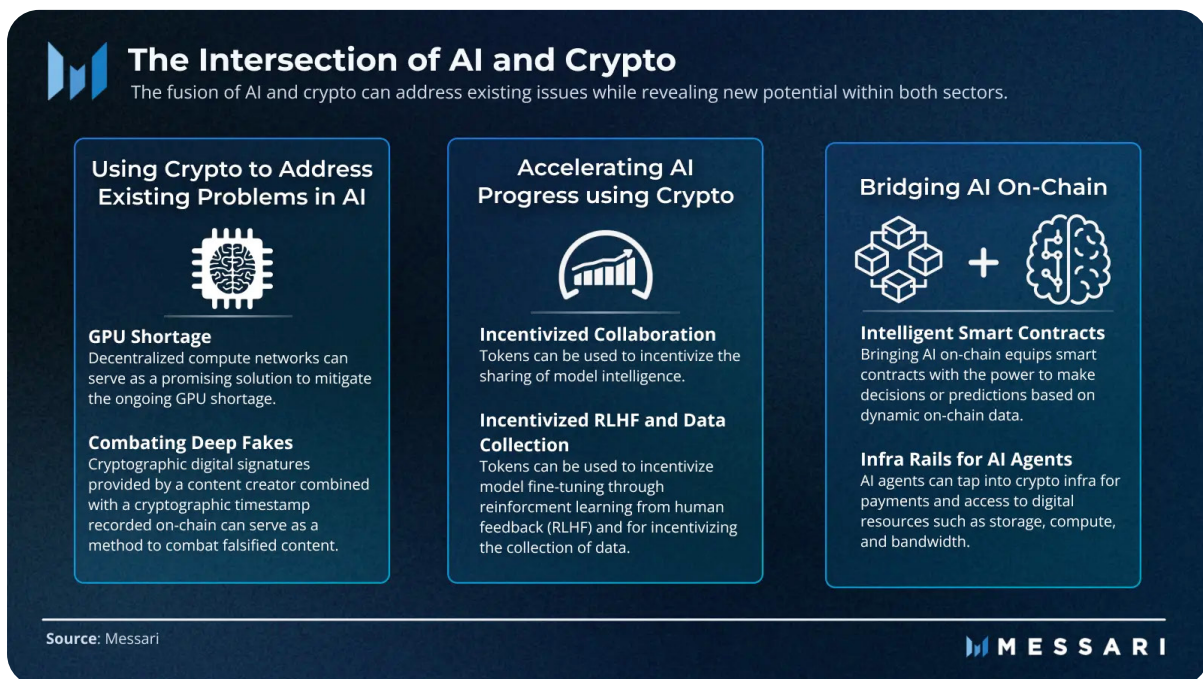 The Intersection of AI and Crypto
The fusion of AI and crypto can address existing issues while revealing new potential within both sectors.
Using Crypto to Address
Existing Problems in AI
GPU Shortage
Decentralized compute networks can
serve as a promising solution to mitigate
the ongoing GPU shortage.
Combating Deep Fakes
Cryptographic digital signatures
provided by a content creator combined
with a cryptographic timestamp
recorded on-chain can serve as a
method to combat falsified content.
Accelerating AI
Progress using Crypto
Incentivized Collaboration
Tokens can be used to incentivize the
sharing of model intelligence.
Incentivized RLHF and Data
Collection
Tokens can be used to incentivize
model fine-tuning through
reinforcment learning from human
feedback (RLHF) and for incentivizing
the collection of data.
Bridging AI On-Chain
Intelligent Smart Contracts
Bringing AI on-chain equips smart
contracts with the power to make
decisions or predictions based on
dynamic on-chain data.
Infra Rails for AI Agents
AI agents can tap into crypto infra for
payments and access to digital
resources such as storage, compute,
and bandwidth.
Source: Messari
MESSARI